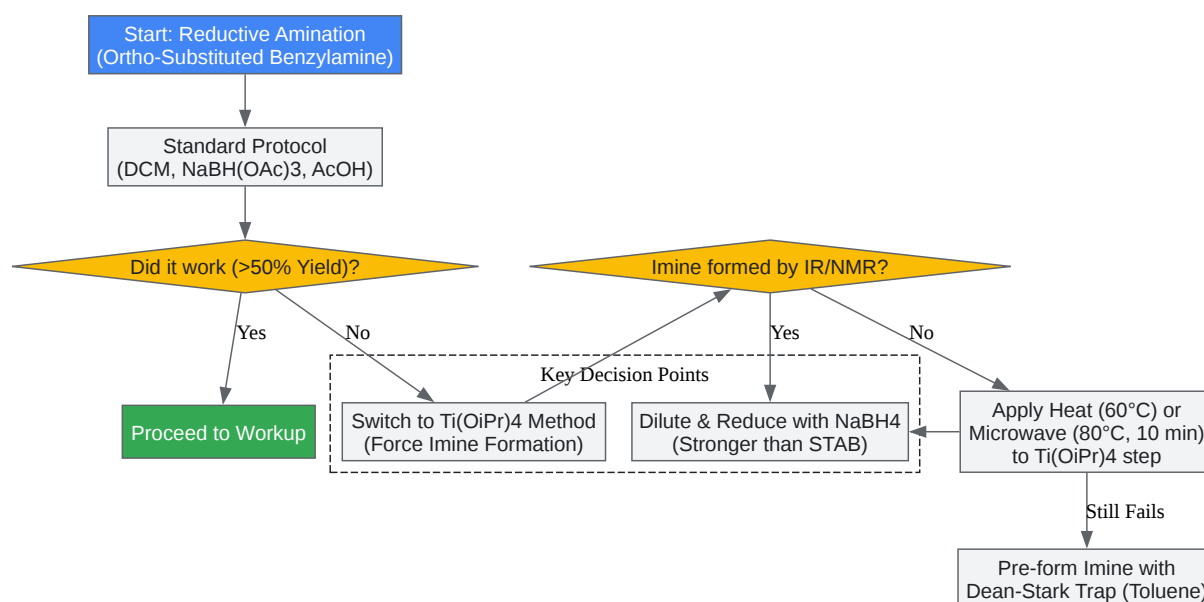 Start: Reductive Amination
(Ortho-Substituted Benzylamine)
Standard Protocol
(DCM, NaBH(OAc)3, AcOH)
Did it work (>50% Yield)?
Imine formed by IR/NMR?
Yes
No
Yes
No
Key Decision Points
Proceed to Workup
Switch to Ti(OiPr)4 Method
(Force Imine Formation)
Dilute & Reduce with NaBH4
(Stronger than STAB)
Apply Heat (60°C) or
Microwave (80°C, 10 min)
to Ti(OiPr)4 step
Still Fails
Pre-form Imine with
Dean-Stark Trap (Toluene)